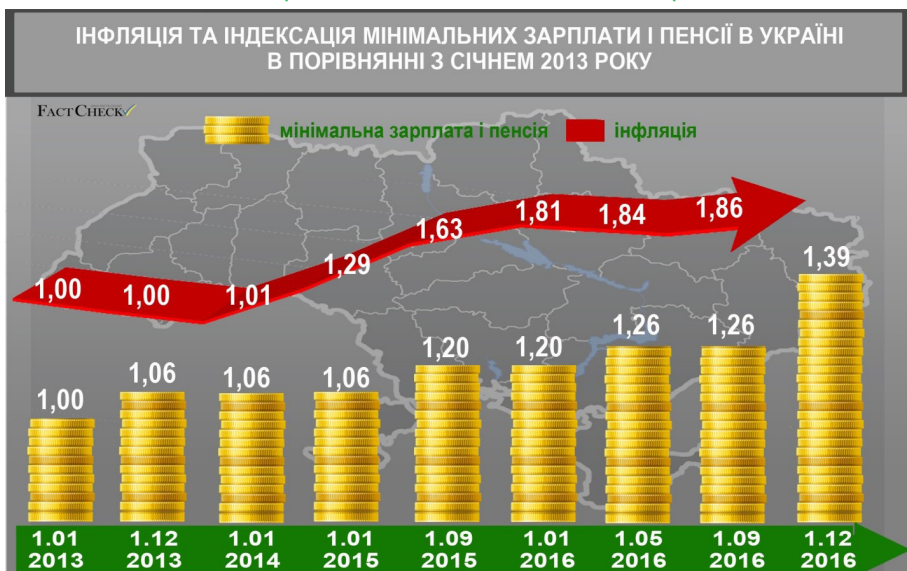 ІНФЛЯЦІЯ ТА ІНДЕКСАЦІЯ МІНІМАЛЬНИХ ЗАРПЛАТИ І ПЕНСІЇ В УКРАЇНІ
В ПОРІВНЯННІ З СІЧНЕМ 2013 РОКУ
FACTCHECK
мінімальна зарплата і пенсія інфляція
1,00 1,00 1,01 1,29 1,63 1,81 1,84 1,86
1,00 1,06 1,06 1,06 1,20 1,20 1,26 1,26 1,39
1.01 1.12 1.01 1.01 1.09 1.01 1.05 1.09 1.12
2013 2013 2014 2015 2015 2016 2016 2016 2016